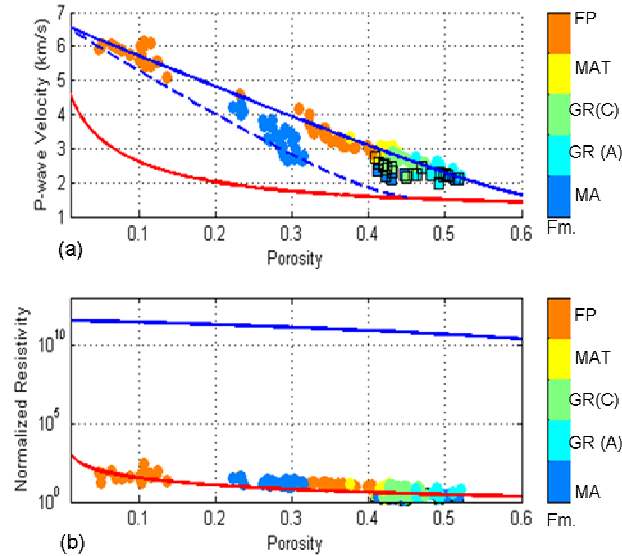 7
6
5
4
3
2
1
P-wave Velocity (km/s)
0.1 0.2 0.3 0.4 0.5 0.6
Porosity
(a)
FP
MAT
GR(C)
GR (A)
MA
Fm.
10^10
10^5
10^0
Normalized Resistivity
0.1 0.2 0.3 0.4 0.5 0.6
Porosity
(b)
FP
MAT
GR(C)
GR (A)
MA
Fm.